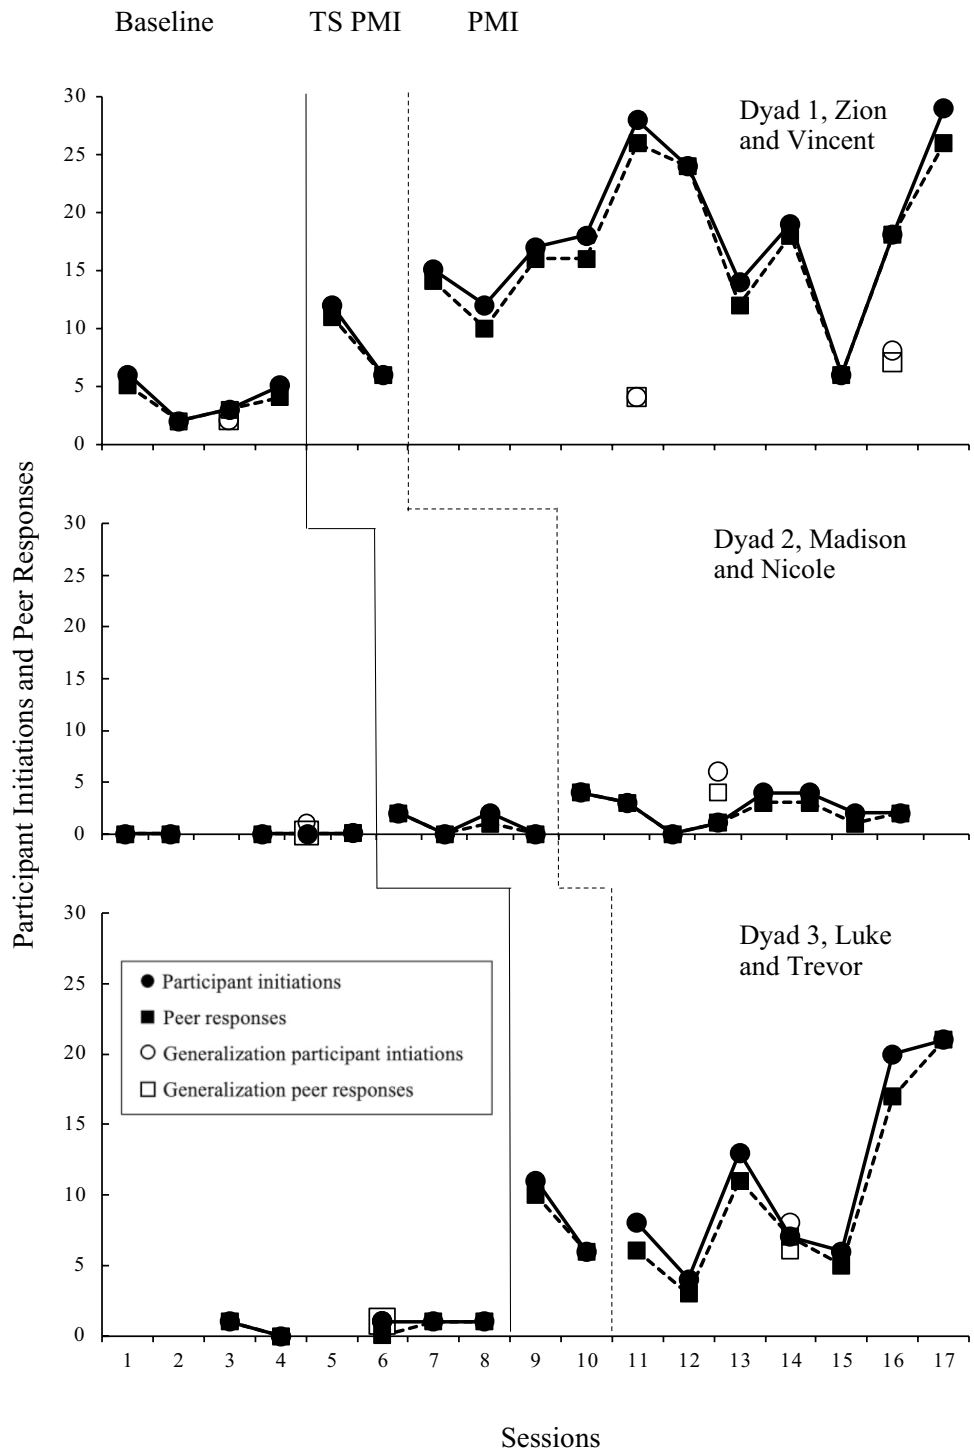 Baseline TS PMI PMI
30
25
20
15
10
5
0
Dyad 1, Zion
and Vincent
Participant Initiations and Peer Responses
30
25
20
15
10
5
0
Dyad 2, Madison
and Nicole
30
25
20
15
10
5
0
Dyad 3, Luke
and Trevor
Participant initiations
Peer responses
Generalization participant intiations
Generalization peer responses
1 2 3 4 5 6 7 8 9 10 11 12 13 14 15 16 17
Sessions